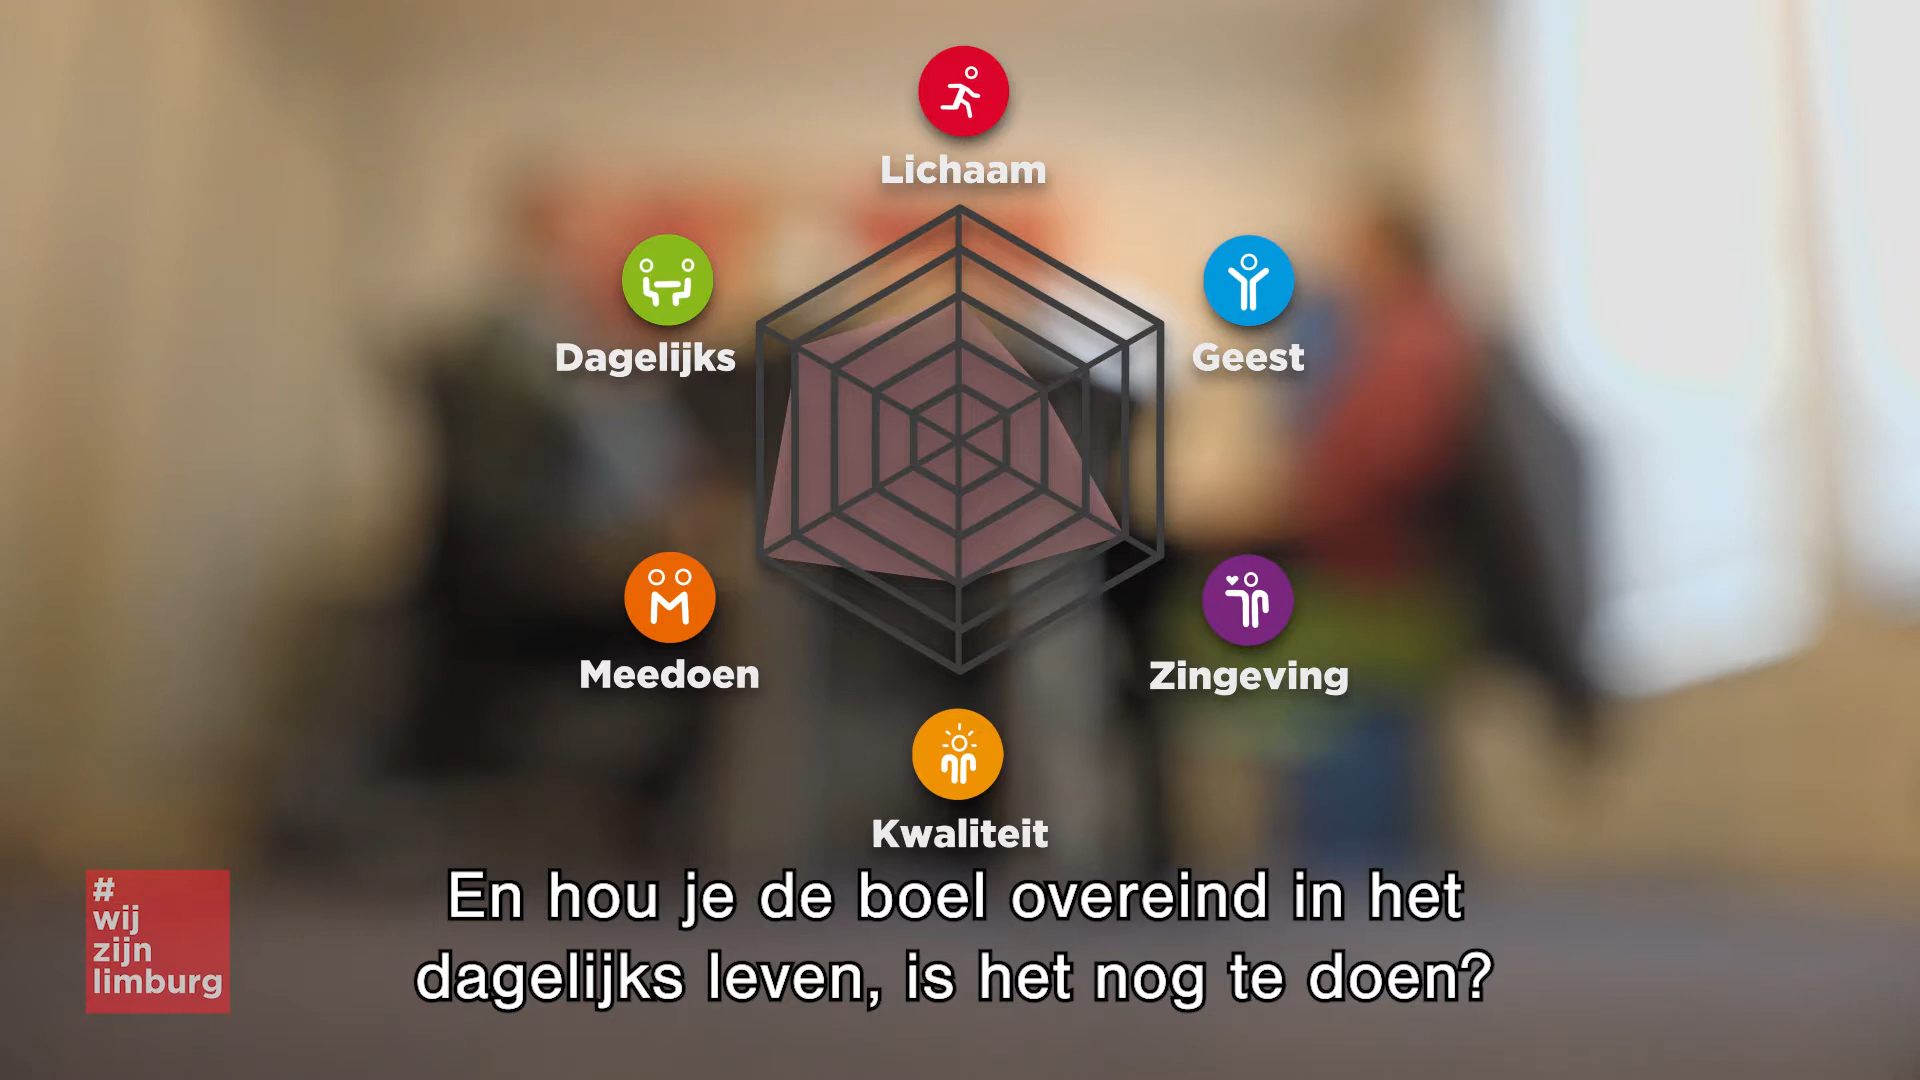 Lichaam
Dagelijks
Geest
Meedoen
Zingeving
Kwaliteit
En hou je de boel overeind in het
dagelijks leven, is het nog te doen?
#
wij
zijn
limburg